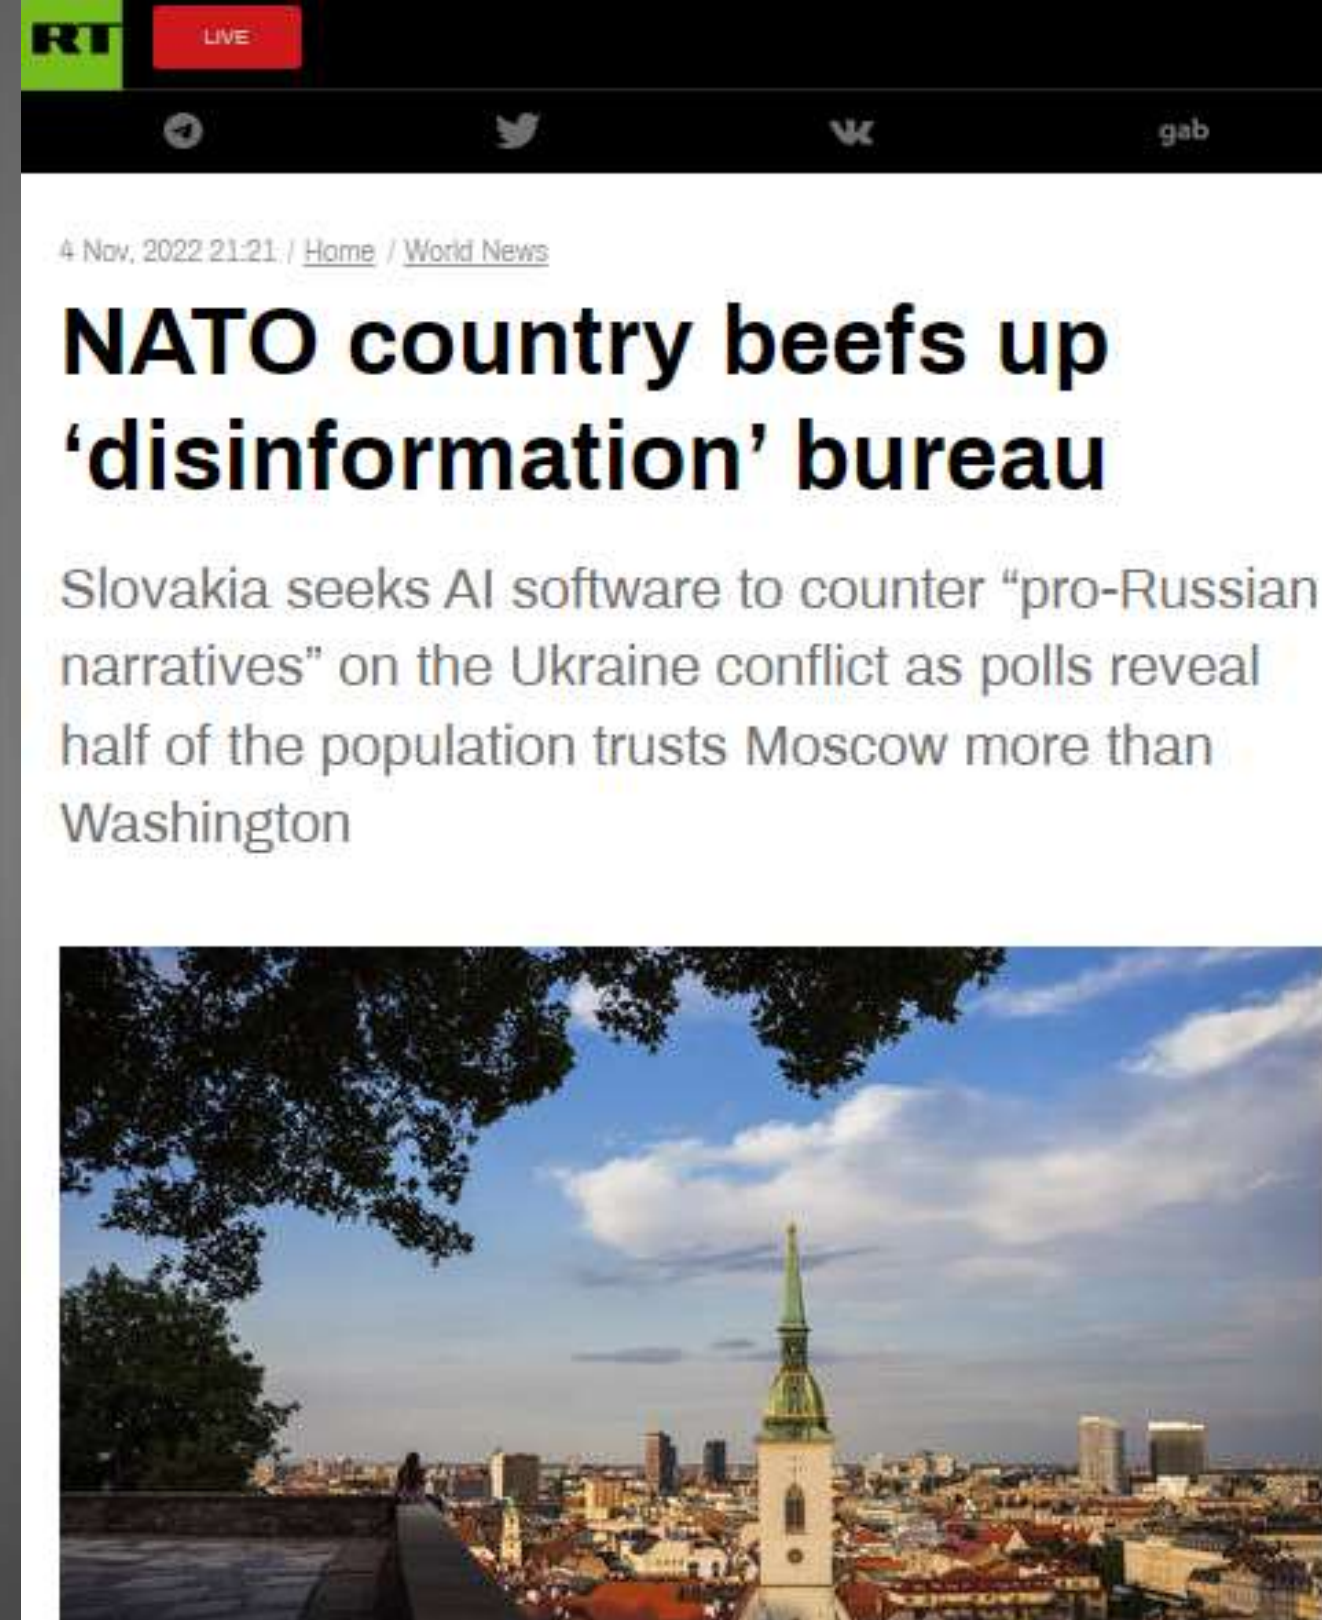 RT
LIVE
gab
4 Nov, 2022 21:21 / Home / World News
NATO country beefs up
‘disinformation’ bureau
Slovakia seeks AI software to counter “pro-Russian
narratives” on the Ukraine conflict as polls reveal
half of the population trusts Moscow more than
Washington